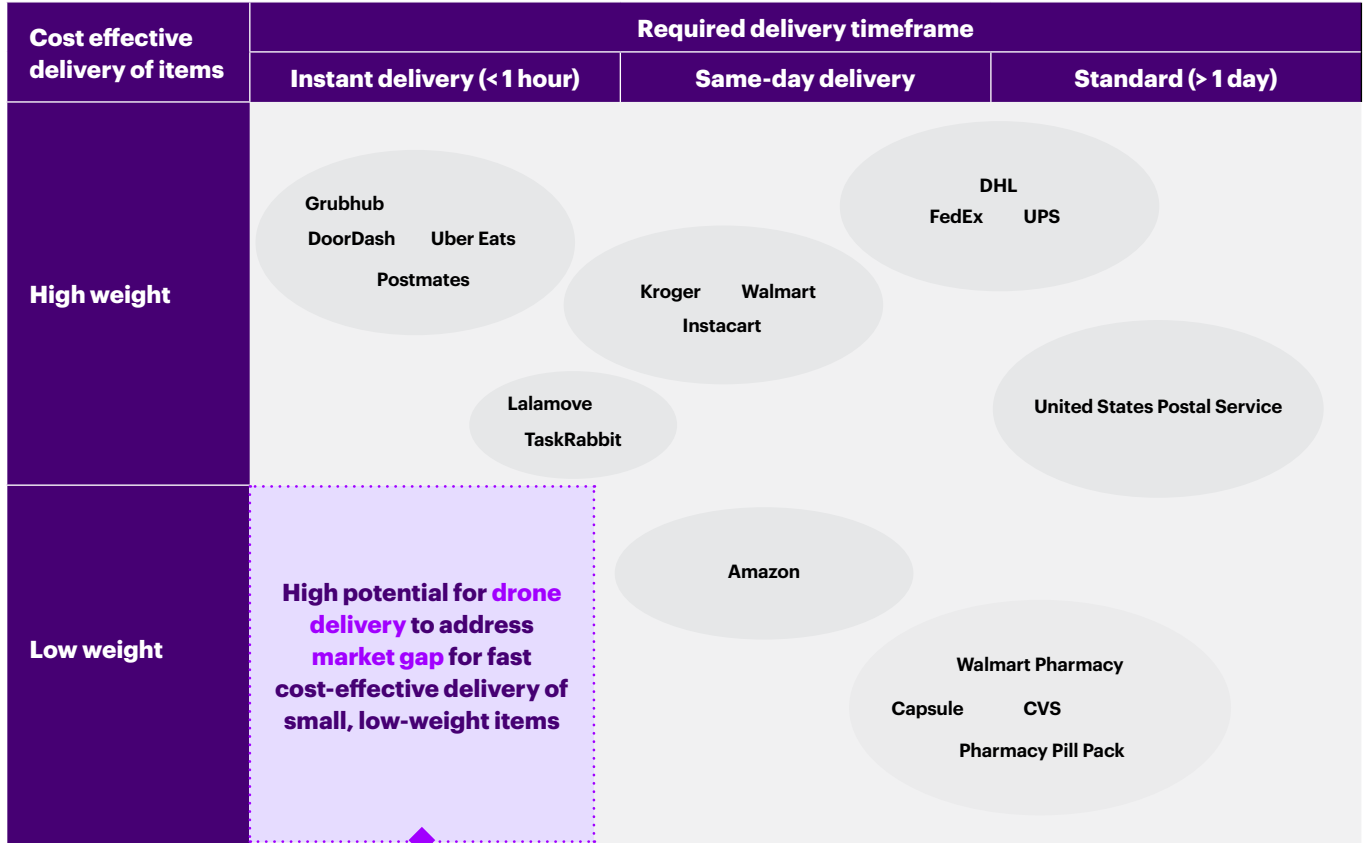 Cost effective
delivery of items
Required delivery timeframe
Instant delivery (< 1 hour)
Same-day delivery
Standard (> 1 day)
High weight
Grubhub
DoorDash
Uber Eats
Postmates
Kroger
Walmart
Instacart
DHL
FedEx
UPS
Lalamove
TaskRabbit
United States Postal Service
Low weight
High potential for drone
delivery to address
market gap for fast
cost-effective delivery of
small, low-weight items
Amazon
Walmart Pharmacy
Capsule
CVS
Pharmacy Pill Pack